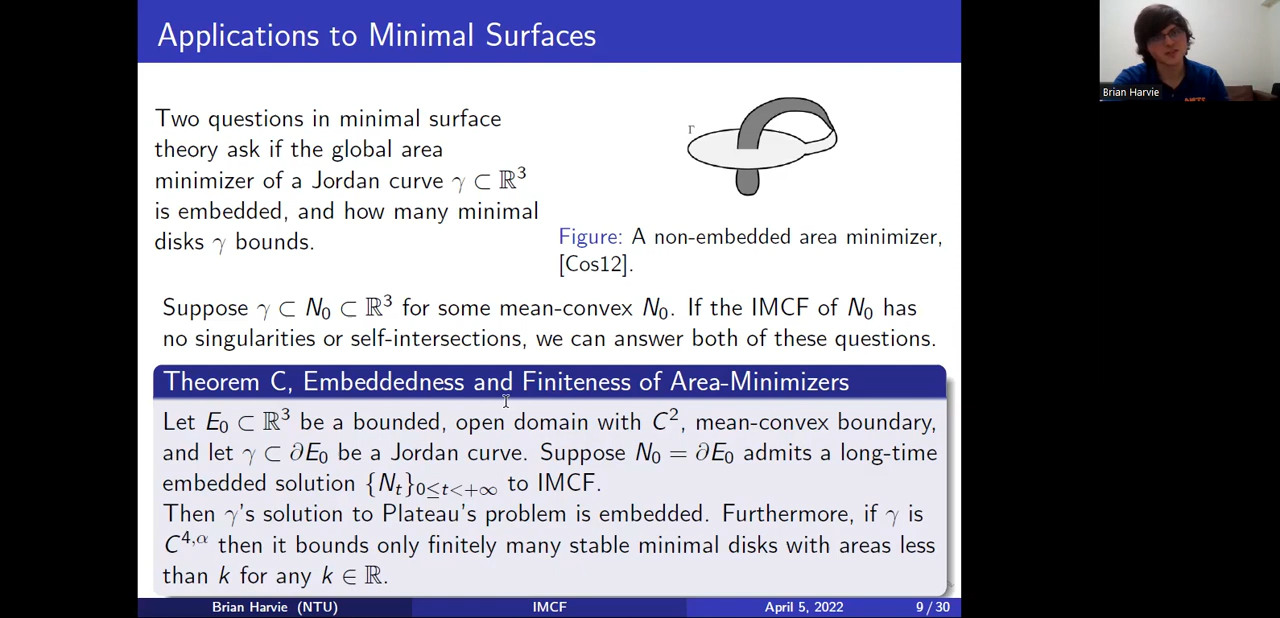 Applications to Minimal Surfaces
Brian Harvie
Two questions in minimal surface
theory ask if the global area
minimizer of a Jordan curve γ ⊂ ℝ³
is embedded, and how many minimal
disks γ bounds.
Γ
Figure: A non-embedded area minimizer,
[Cos12].
Suppose γ ⊂ N₀ ⊂ ℝ³ for some mean-convex N₀. If the IMCF of N₀ has
no singularities or self-intersections, we can answer both of these questions.
Theorem C, Embeddedness and Finiteness of Area-Minimizers
Let E₀ ⊂ ℝ³ be a bounded, open domain with C², mean-convex boundary,
and let γ ⊂ ∂E₀ be a Jordan curve. Suppose N₀ = ∂E₀ admits a long-time
embedded solution {Nₜ}₀≤ₜ<+∞ to IMCF.
Then γ's solution to Plateau's problem is embedded. Furthermore, if γ is
C⁴,ᵅ then it bounds only finitely many stable minimal disks with areas less
than k for any k ∈ ℝ.
Brian Harvie (NTU) IMCF April 5, 2022 9 / 30